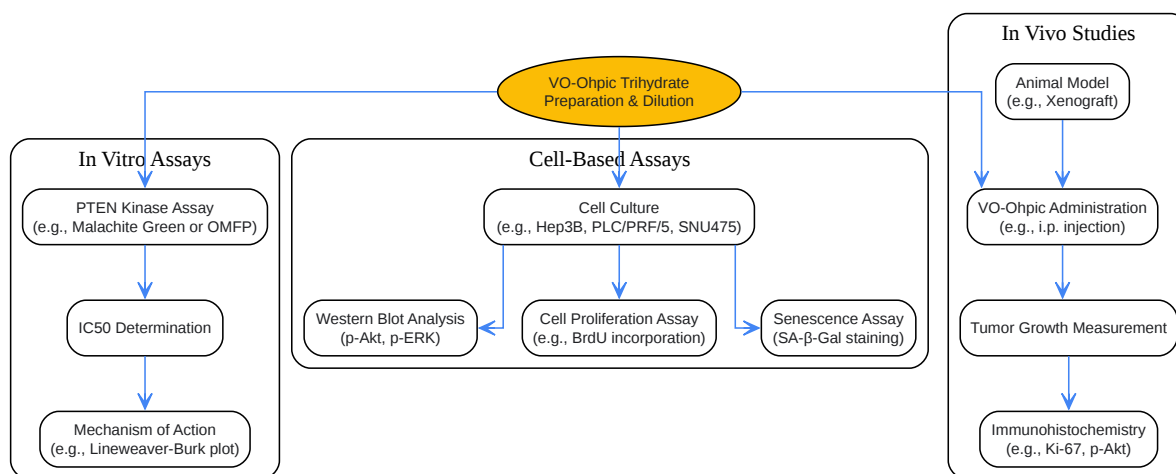 VO-Ohpic Trihydrate
Preparation & Dilution
In Vitro Assays
PTEN Kinase Assay
(e.g., Malachite Green or OMFP)
IC50 Determination
Mechanism of Action
(e.g., Lineweaver-Burk plot)
Cell-Based Assays
Cell Culture
(e.g., Hep3B, PLC/PRF/5, SNU475)
Western Blot Analysis
(p-Akt, p-ERK)
Cell Proliferation Assay
(e.g., BrdU incorporation)
Senescence Assay
(SA-β-Gal staining)
In Vivo Studies
Animal Model
(e.g., Xenograft)
VO-Ohpic Administration
(e.g., i.p. injection)
Tumor Growth Measurement
Immunohistochemistry
(e.g., Ki-67, p-Akt)